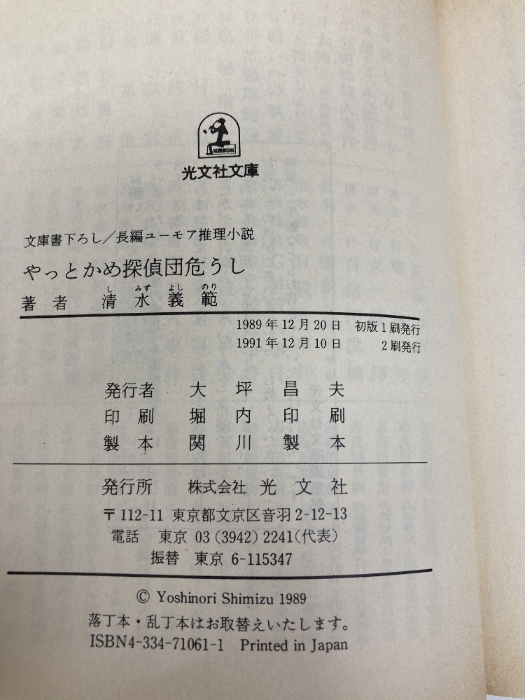 光文社文庫
文庫書下ろし／長編ユーモア推理小説
やっとかめ探偵団危うし
著者 清水義範
し みず よし のり
1989年12月20日 初版1刷発行
1991年12月10日 2刷発行
発行者 大坪昌夫
印刷 堀内印刷
製本 関川製本
発行所 株式会社 光文社
〒112-11 東京都文京区音羽2-12-13
電話 東京 03(3942)2241(代表)
振替 東京 6-115347
© Yoshinori Shimizu 1989
落丁本・乱丁本はお取替えいたします。
ISBN4-334-71061-1 Printed in Japan